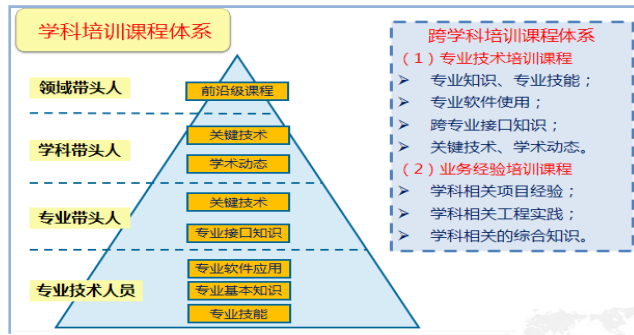 学科培训课程体系
领域带头人
前沿级课程
学科带头人
关键技术
学术动态
专业带头人
关键技术
专业接口知识
专业技术人员
专业软件应用
专业基本知识
专业技能
跨学科培训课程体系
（1）专业技术培训课程
➢ 专业知识、专业技能；
➢ 专业软件使用；
➢ 跨专业接口知识；
➢ 关键技术、学术动态。
（2）业务经验培训课程
➢ 学科相关项目经验；
➢ 学科相关工程实践；
➢ 学科相关的综合知识。